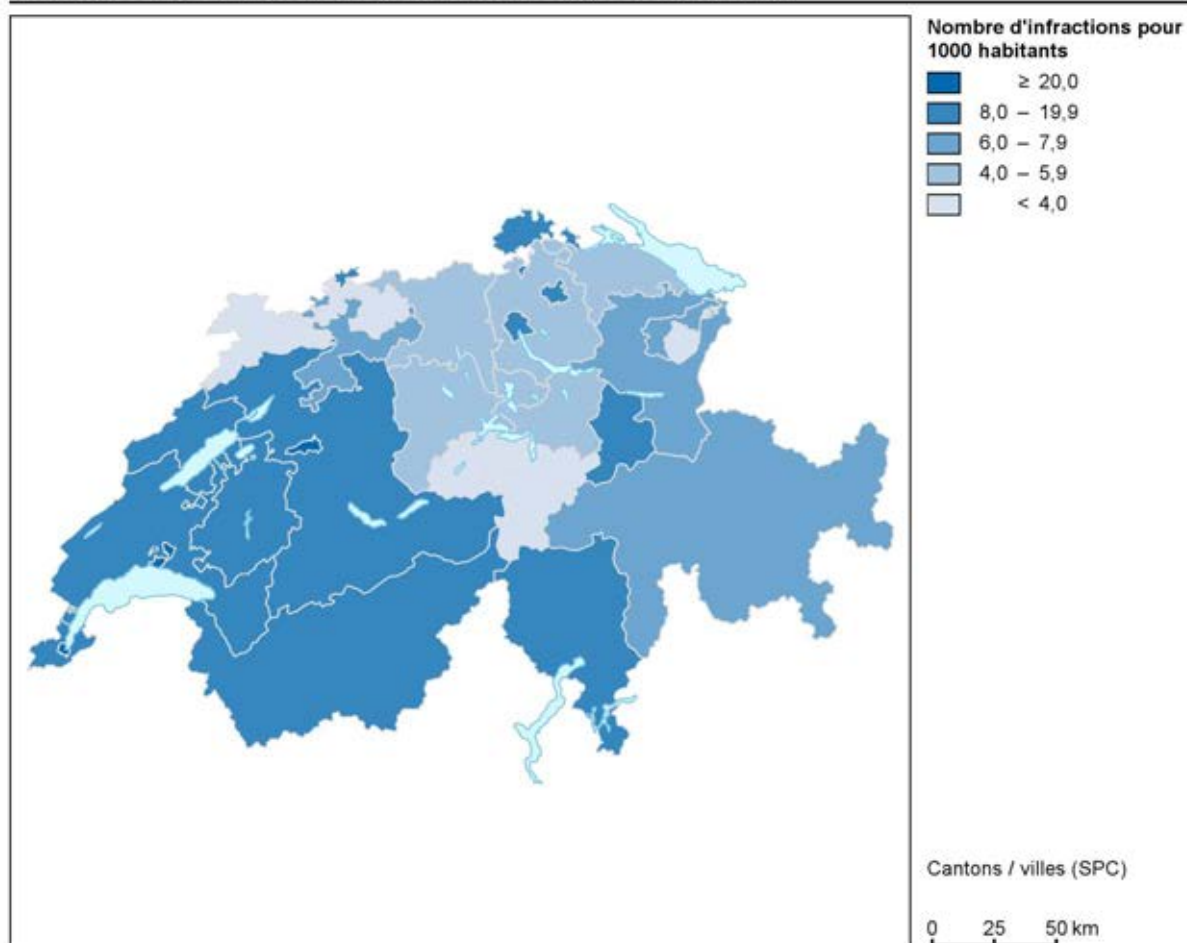 Nombre d'infractions pour
1000 habitants
≥ 20,0
8,0 – 19,9
6,0 – 7,9
4,0 – 5,9
< 4,0
Cantons / villes (SPC)
0 25 50 km